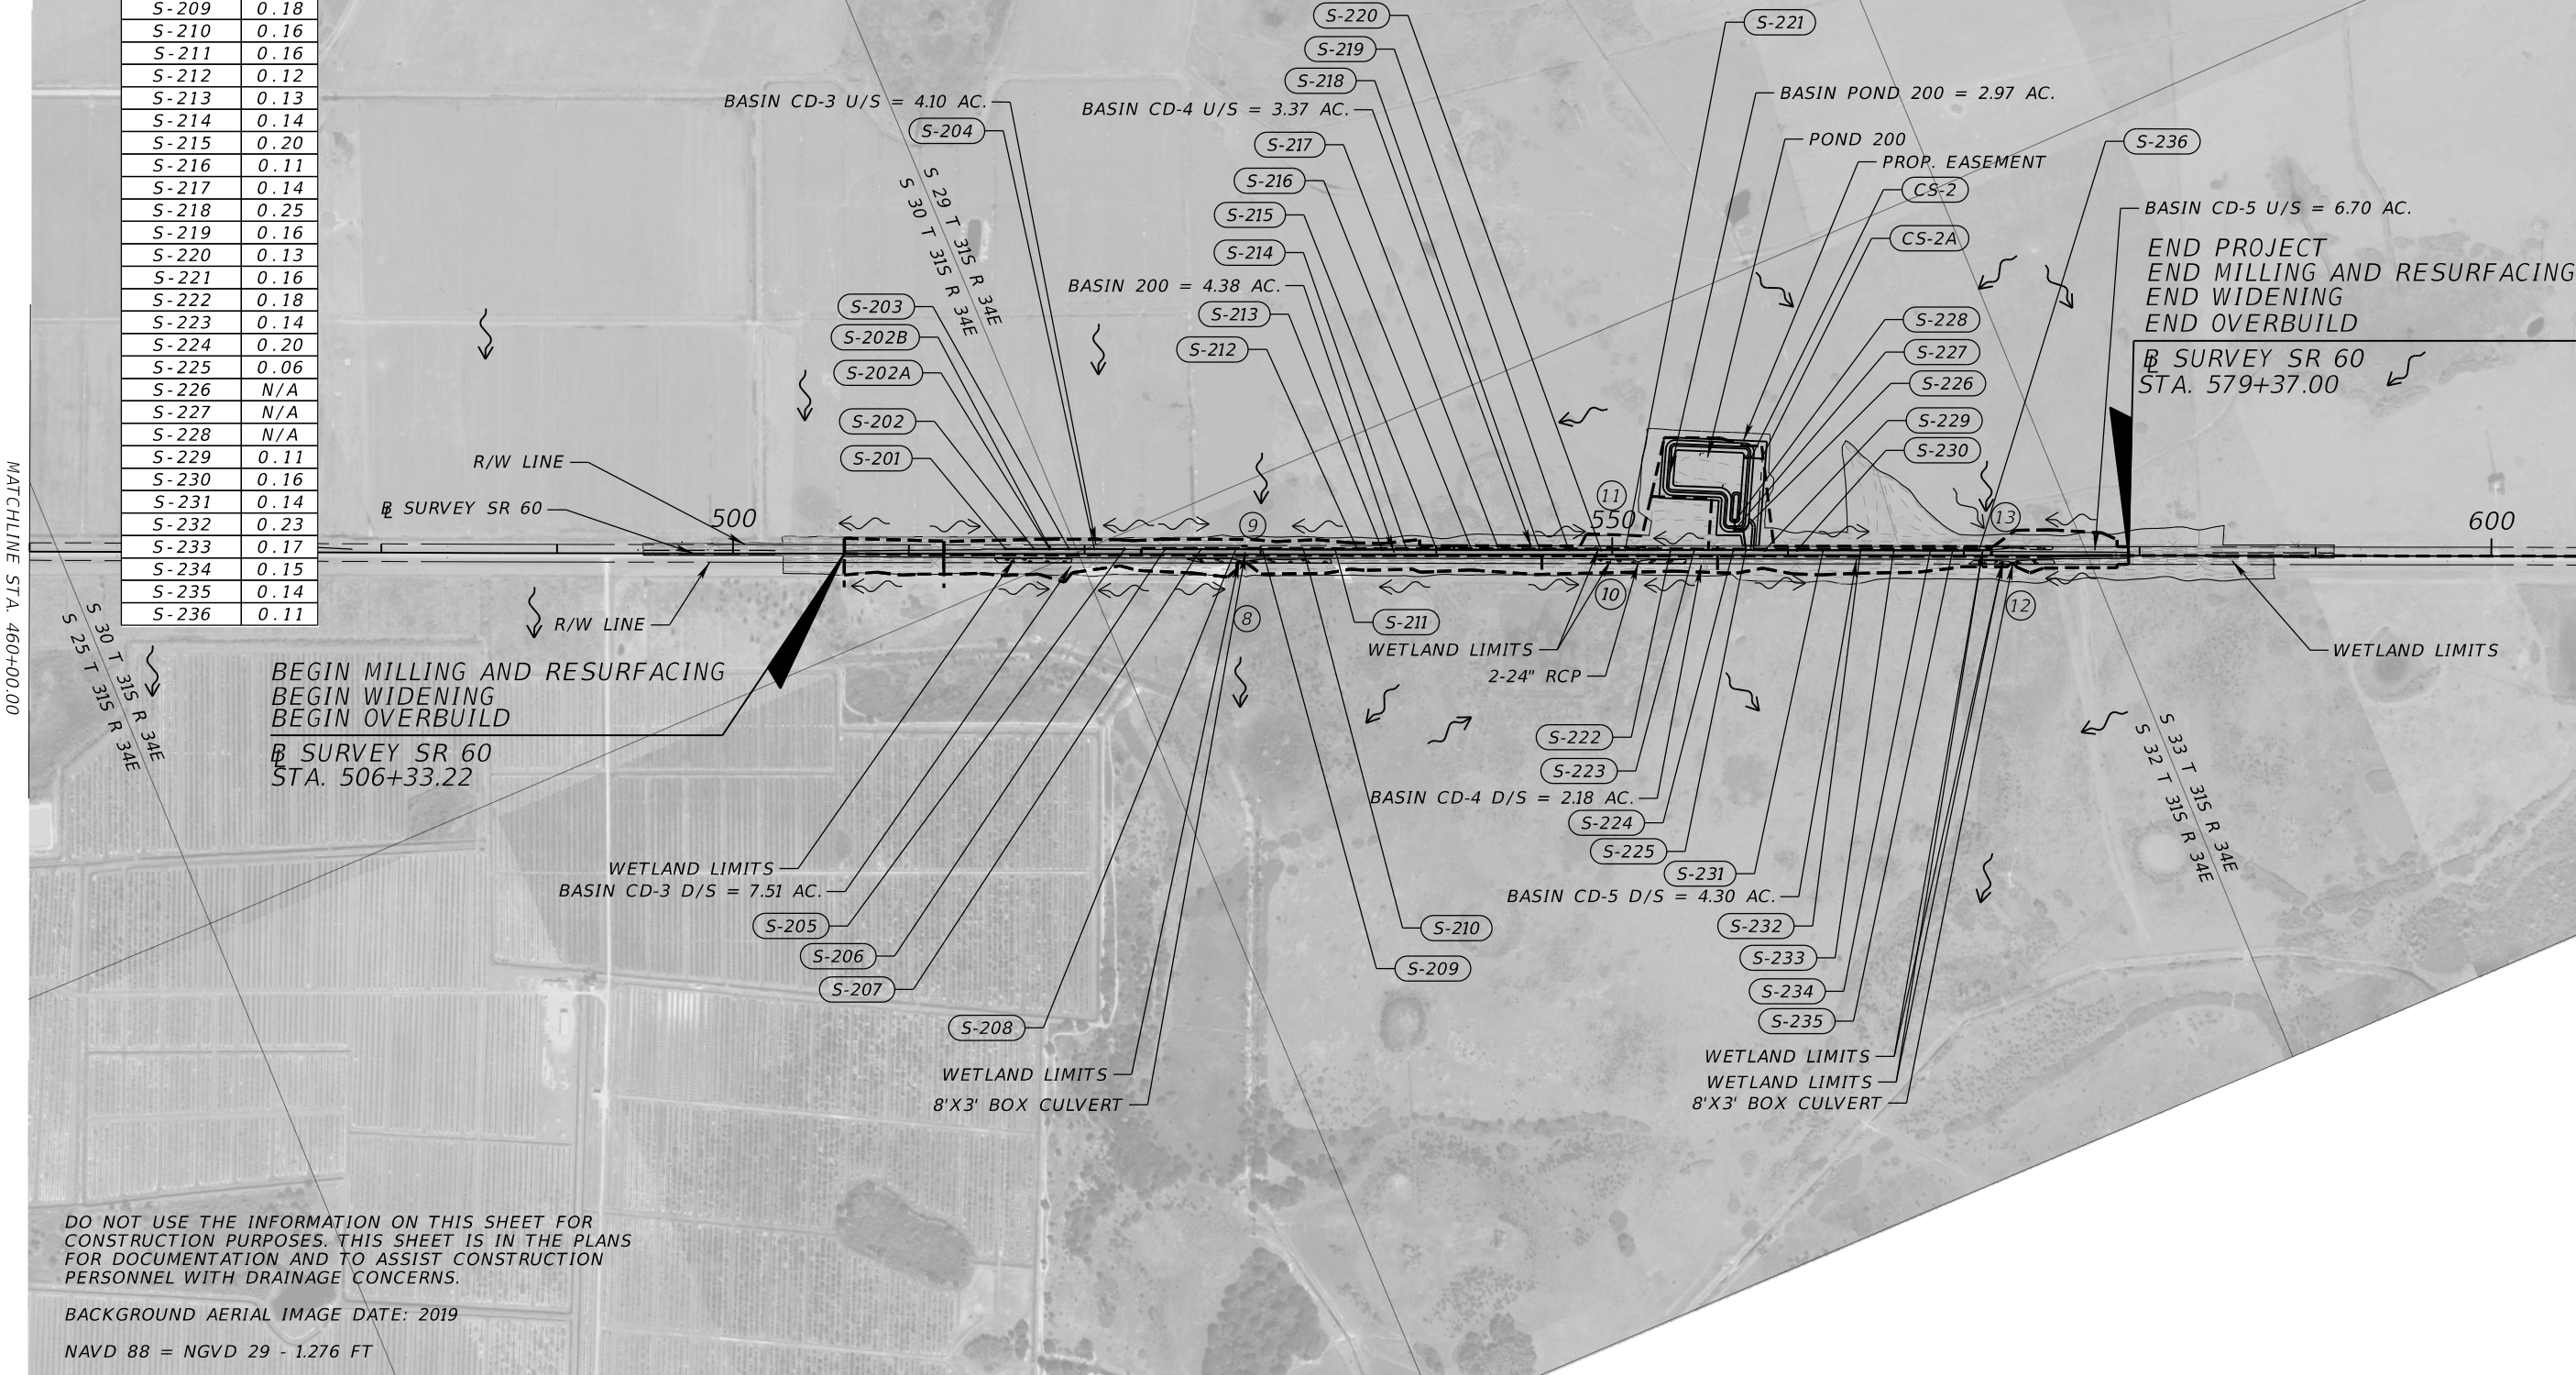 S-209 0.18
S-210 0.16
S-211 0.16
S-212 0.12
S-213 0.13
S-214 0.14
S-215 0.20
S-216 0.11
S-217 0.14
S-218 0.25
S-219 0.16
S-220 0.13
S-221 0.16
S-222 0.18
S-223 0.14
S-224 0.20
S-225 0.06
S-226 N/A
S-227 N/A
S-228 N/A
S-229 0.11
S-230 0.16
S-231 0.14
S-232 0.23
S-233 0.17
S-234 0.15
S-235 0.14
S-236 0.11
MATCHLINE STA. 460+00.00
S-220
S-219
S-218
BASIN CD-3 U/S = 4.10 AC.
S-204
BASIN CD-4 U/S = 3.37 AC.
S-217
S-216
S-215
S-214
BASIN 200 = 4.38 AC.
S-213
S-212
S-221
BASIN POND 200 = 2.97 AC.
POND 200
PROP. EASEMENT
CS-2
CS-2A
S-236
BASIN CD-5 U/S = 6.70 AC.
END PROJECT
END MILLING AND RESURFACING
END WIDENING
END OVERBUILD
BL SURVEY SR 60
STA. 579+37.00
S 29 T 31S R 34E
S 30 T 31S R 34E
S-203
S-202B
S-202A
S-202
S-201
R/W LINE
BL SURVEY SR 60
S-228
S-227
S-226
S-229
S-230
500
9
11
550
13
600
R/W LINE
8
10
12
S-211
WETLAND LIMITS
2-24" RCP
WETLAND LIMITS
S 30 T 31S R 34E
S 25 T 31S R 34E
BEGIN MILLING AND RESURFACING
BEGIN WIDENING
BEGIN OVERBUILD
BL SURVEY SR 60
STA. 506+33.22
S-222
S-223
BASIN CD-4 D/S = 2.18 AC.
S-224
S-225
S-231
BASIN CD-5 D/S = 4.30 AC.
S-232
S-233
S-234
S-235
WETLAND LIMITS
WETLAND LIMITS
8'X3' BOX CULVERT
S 33 T 31S R 34E
S 32 T 31S R 34E
WETLAND LIMITS
BASIN CD-3 D/S = 7.51 AC.
S-205
S-206
S-207
S-208
WETLAND LIMITS
8'X3' BOX CULVERT
S-210
S-209
DO NOT USE THE INFORMATION ON THIS SHEET FOR
CONSTRUCTION PURPOSES. THIS SHEET IS IN THE PLANS
FOR DOCUMENTATION AND TO ASSIST CONSTRUCTION
PERSONNEL WITH DRAINAGE CONCERNS.
BACKGROUND AERIAL IMAGE DATE: 2019
NAVD 88 = NGVD 29 - 1.276 FT